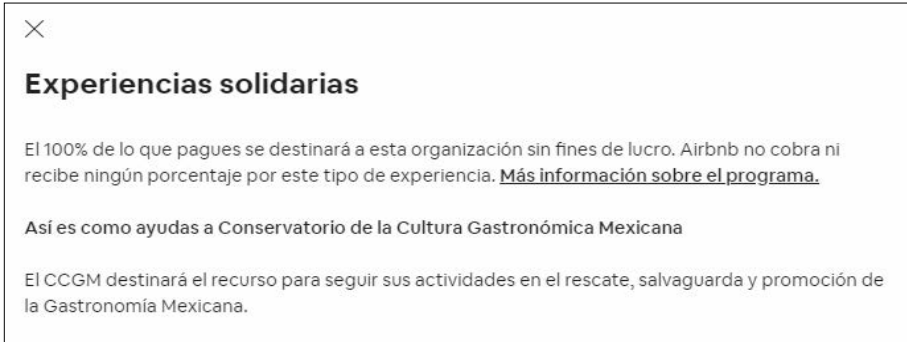 Experiencias solidarias
El 100% de lo que pagues se destinará a esta organización sin fines de lucro. Airbnb no cobra ni
recibe ningún porcentaje por este tipo de experiencia. Más información sobre el programa.
Así es como ayudas a Conservatorio de la Cultura Gastronómica Mexicana
El CCGM destinará el recurso para seguir sus actividades en el rescate, salvaguarda y promoción de
la Gastronomía Mexicana.